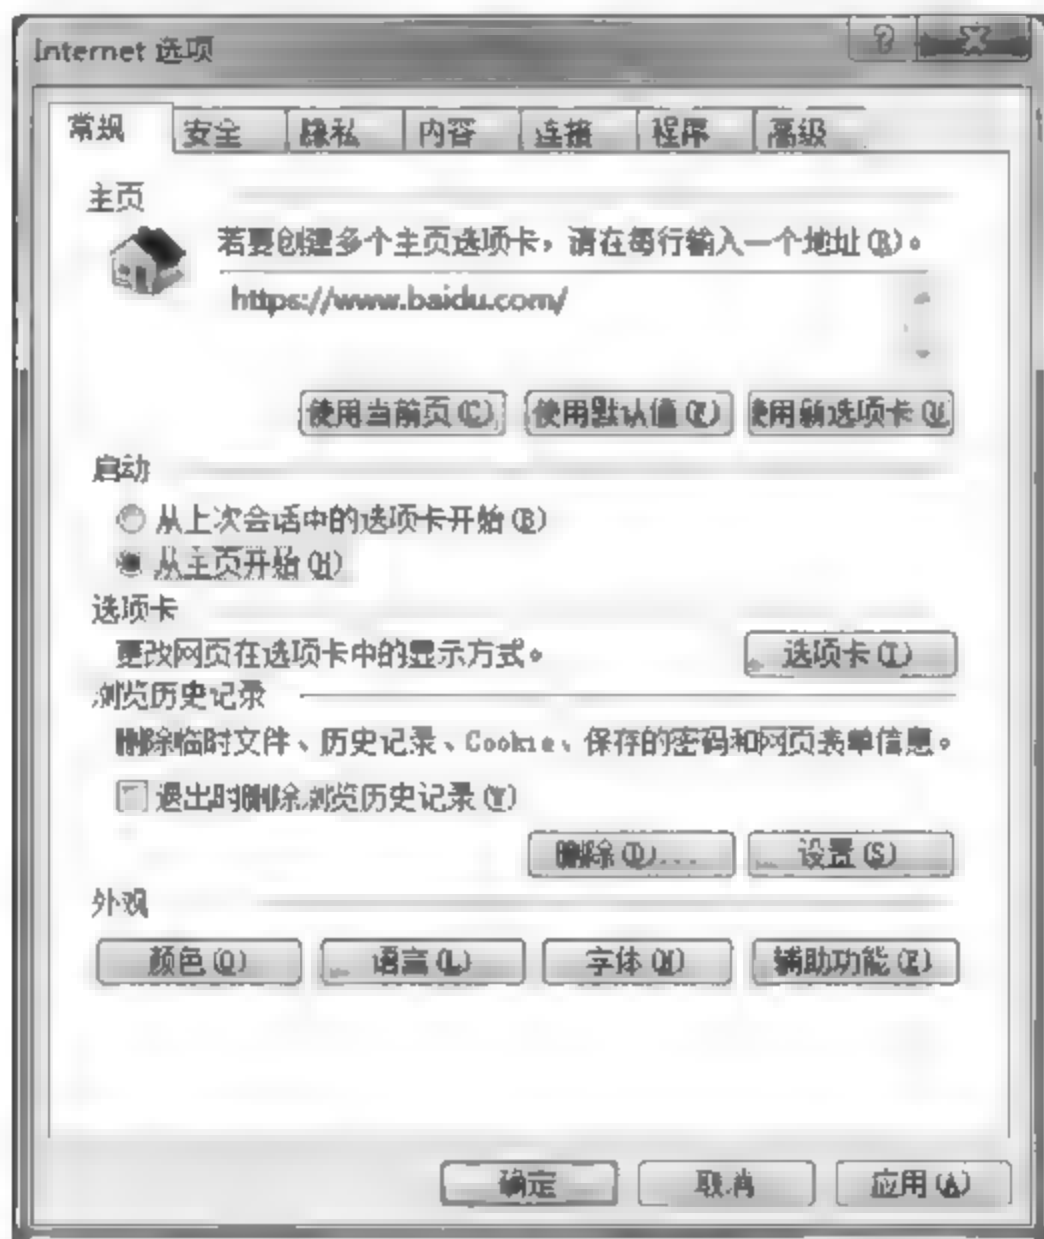 Internet 选项
常规 安全 隐私 内容 连接 程序 高级
主页
若要创建多个主页选项卡，请在每行输入一个地址(R)。
https://www.baidu.com/
使用当前页(C) 使用默认值(F) 使用新选项卡(U)
启动
从上次会话中的选项卡开始(B)
从主页开始(H)
选项卡
更改网页在选项卡中的显示方式。 选项卡(T)
浏览历史记录
删除临时文件、历史记录、Cookie、保存的密码和网页表单信息。
退出时删除浏览历史记录(W)
删除(D)... 设置(S)
外观
颜色(O) 语言(L) 字体(N) 辅助功能(E)
确定 取消 应用(A)